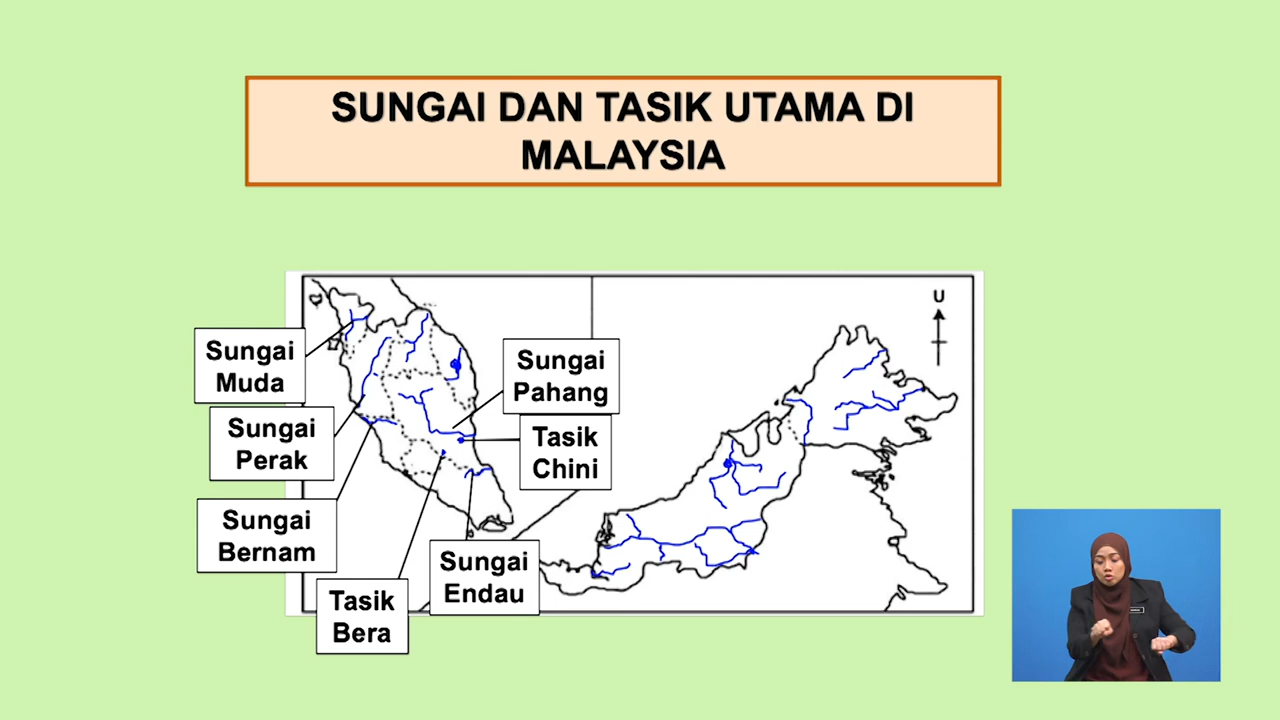 SUNGAI DAN TASIK UTAMA DI
MALAYSIA
U
Sungai
Muda
Sungai
Pahang
Sungai
Perak
Tasik
Chini
Sungai
Bernam
Sungai
Endau
Tasik
Bera